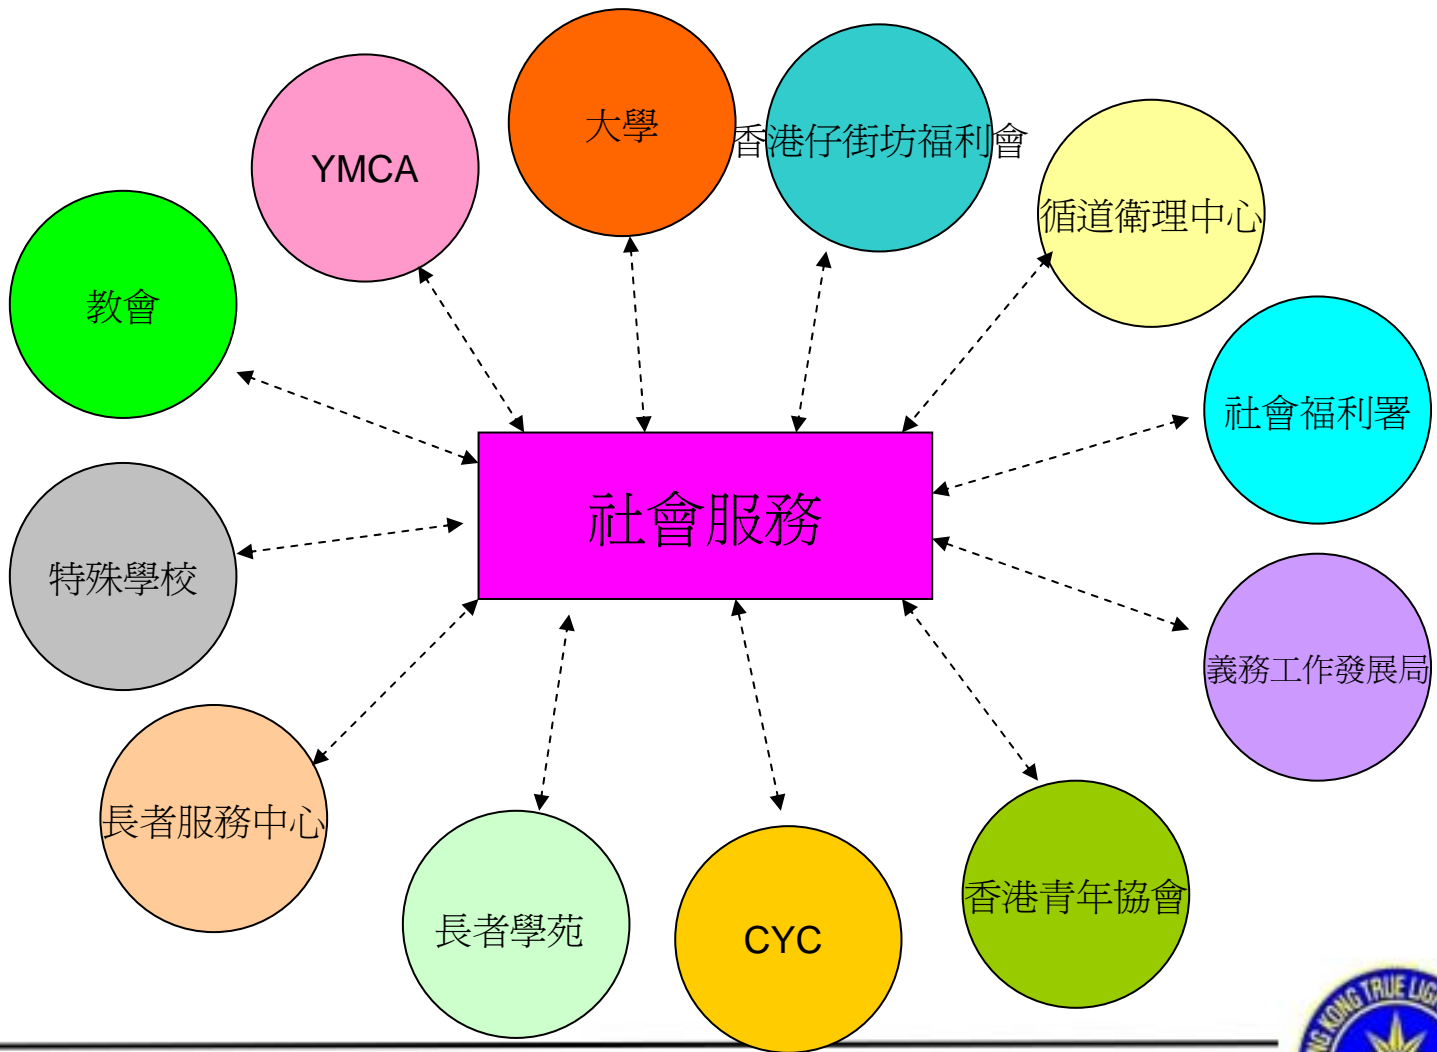 大學
香港仔街坊福利會
YMCA
循道衛理中心
教會
社會福利署
社會服務
特殊學校
義務工作發展局
長者服務中心
長者學苑
CYC
香港青年協會
KONG TRUE